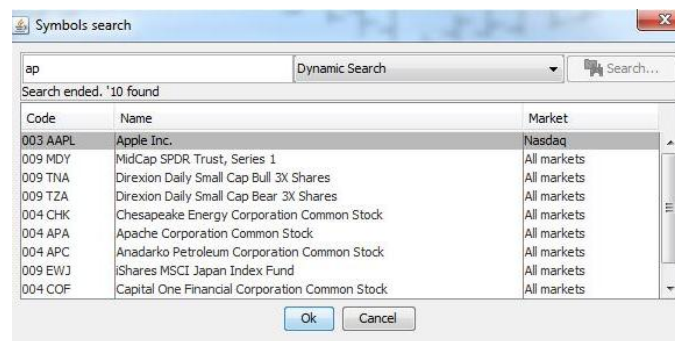 Symbols search
ap Dynamic Search Search...
Search ended. '10 found
Code Name Market
003 AAPL Apple Inc. Nasdaq
009 MDY MidCap SPDR Trust, Series 1 All markets
009 TNA Direxion Daily Small Cap Bull 3X Shares All markets
009 TZA Direxion Daily Small Cap Bear 3X Shares All markets
004 CHK Chesapeake Energy Corporation Common Stock All markets
004 APA Apache Corporation Common Stock All markets
004 APC Anadarko Petroleum Corporation Common Stock All markets
009 EWJ iShares MSCI Japan Index Fund All markets
004 COF Capital One Financial Corporation Common Stock All markets
Ok Cancel